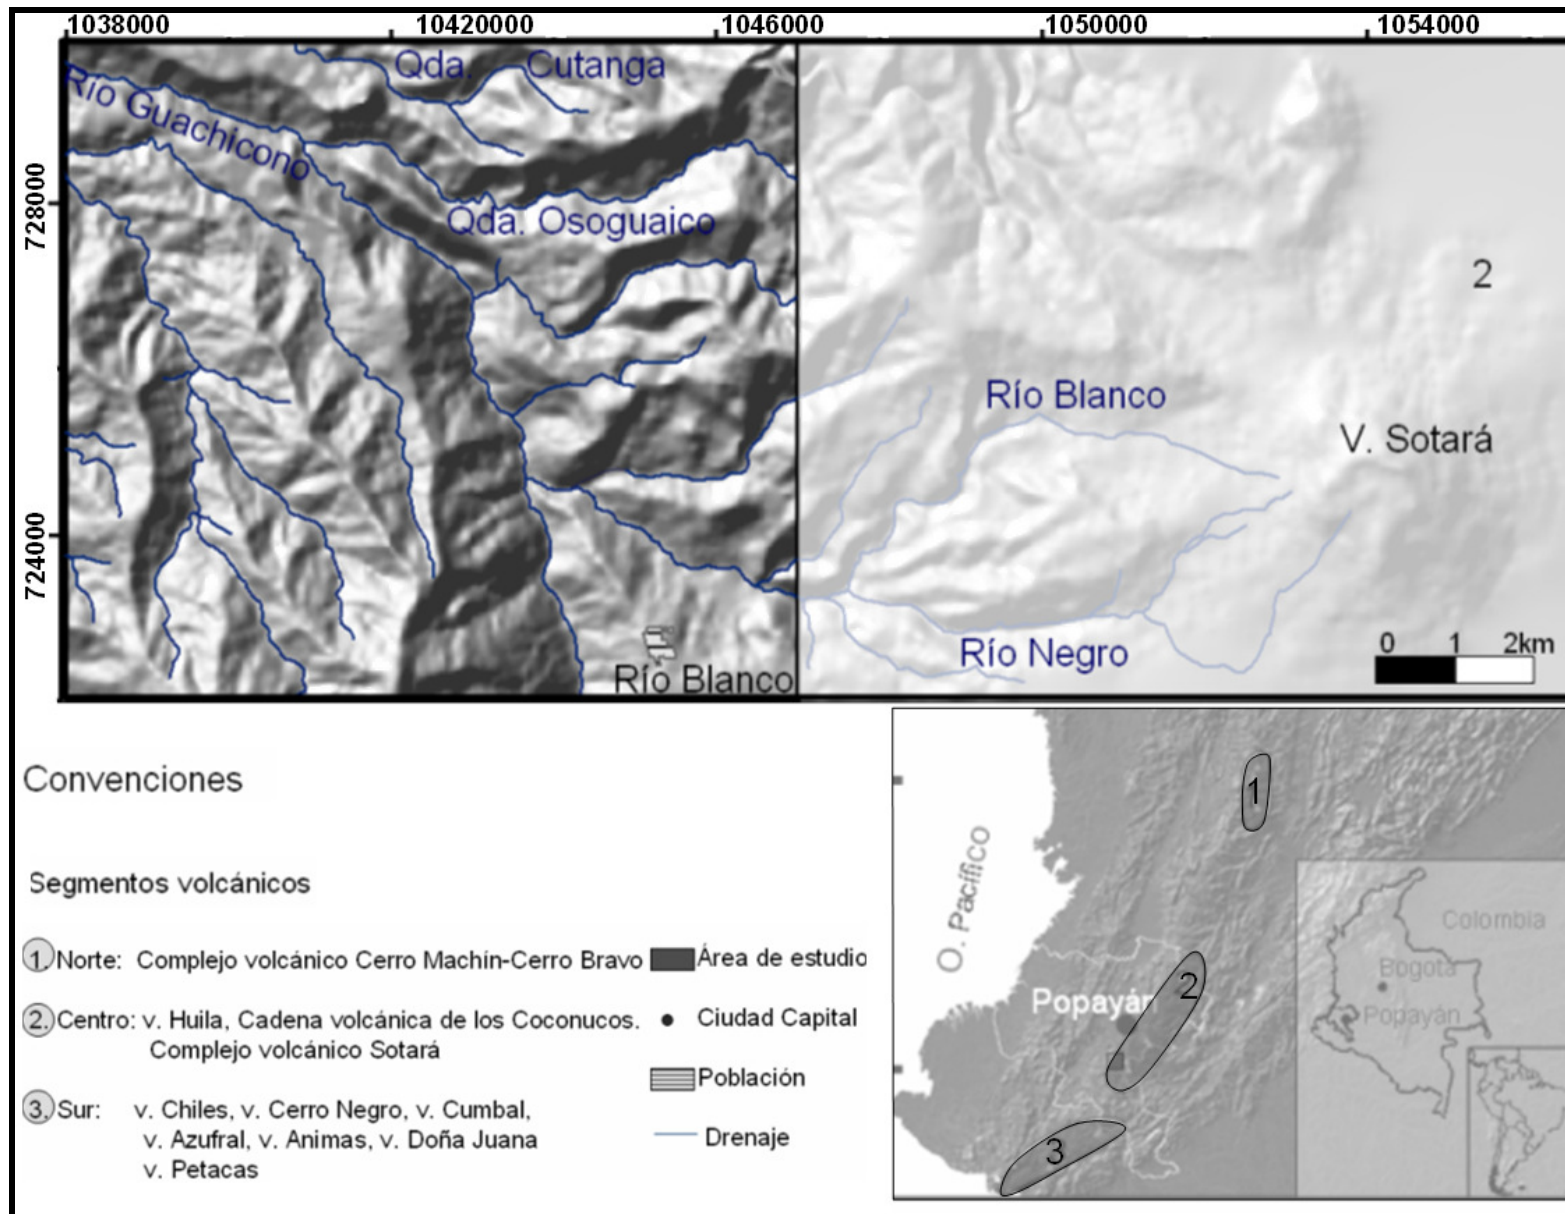 1038000 10420000 1046000 1050000 1054000
Qda. Cutanga
Río Guachicono
728000
Qda. Osoguaico
2
Río Blanco
V. Sotará
724000
Río Negro
0 1 2km
Río Blanco
Convenciones
Segmentos volcánicos
1. Norte: Complejo volcánico Cerro Machín-Cerro Bravo
2. Centro: v. Huila, Cadena volcánica de los Coconucos.
Complejo volcánico Sotará
3. Sur: v. Chiles, v. Cerro Negro, v. Cumbal,
v. Azufral, v. Animas, v. Doña Juana
v. Petacas
Área de estudio
Ciudad Capital
Población
Drenaje
1
O. Pacífico
Colombia
Bogotá
Popayán
2
Popayán
3